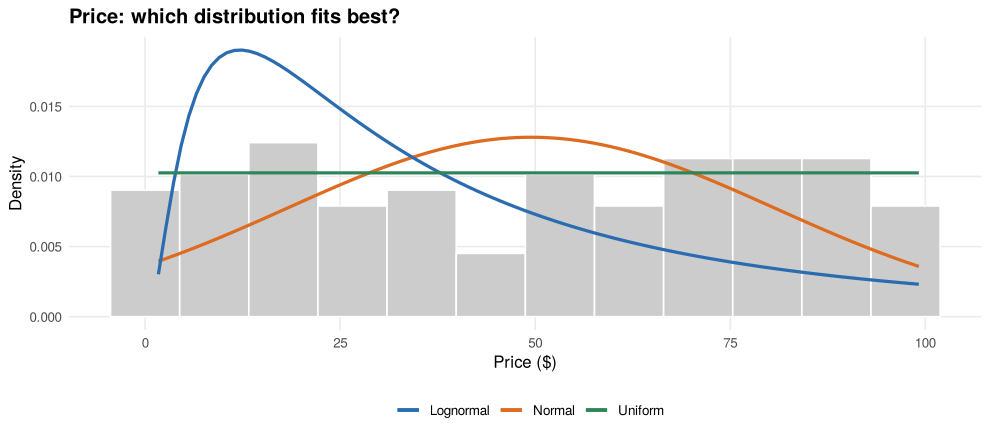 Price: which distribution fits best?
Density
0.015
0.010
0.005
0.000
0 25 50 75 100
Price ($)
Lognormal Normal Uniform